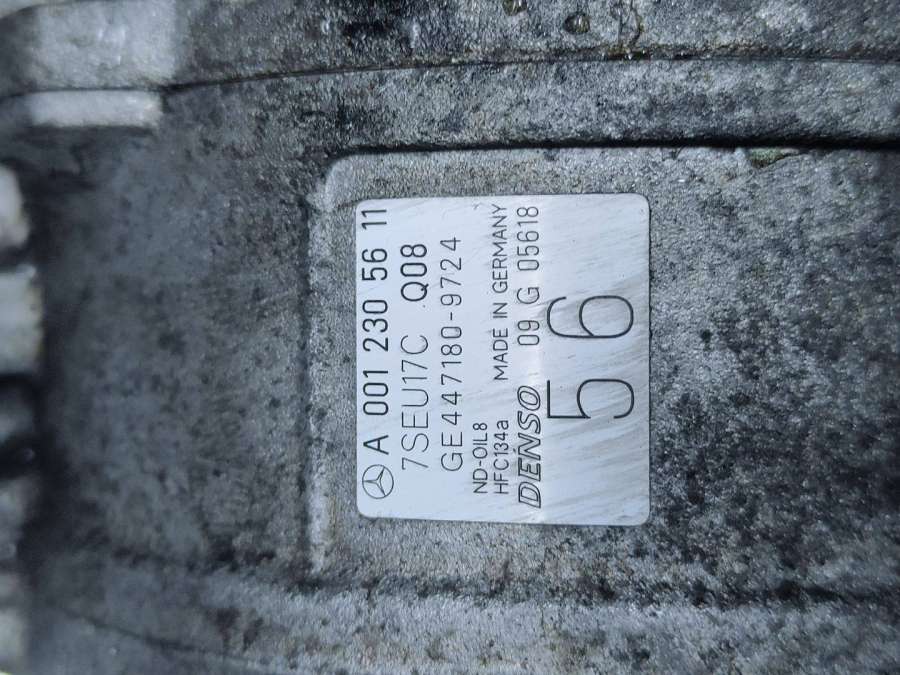 A 001 230 56 11
7SEU17C Q08
GE447180-9724
ND-OIL8
HFC134a MADE IN GERMANY
DENSO 09 G 05618
56